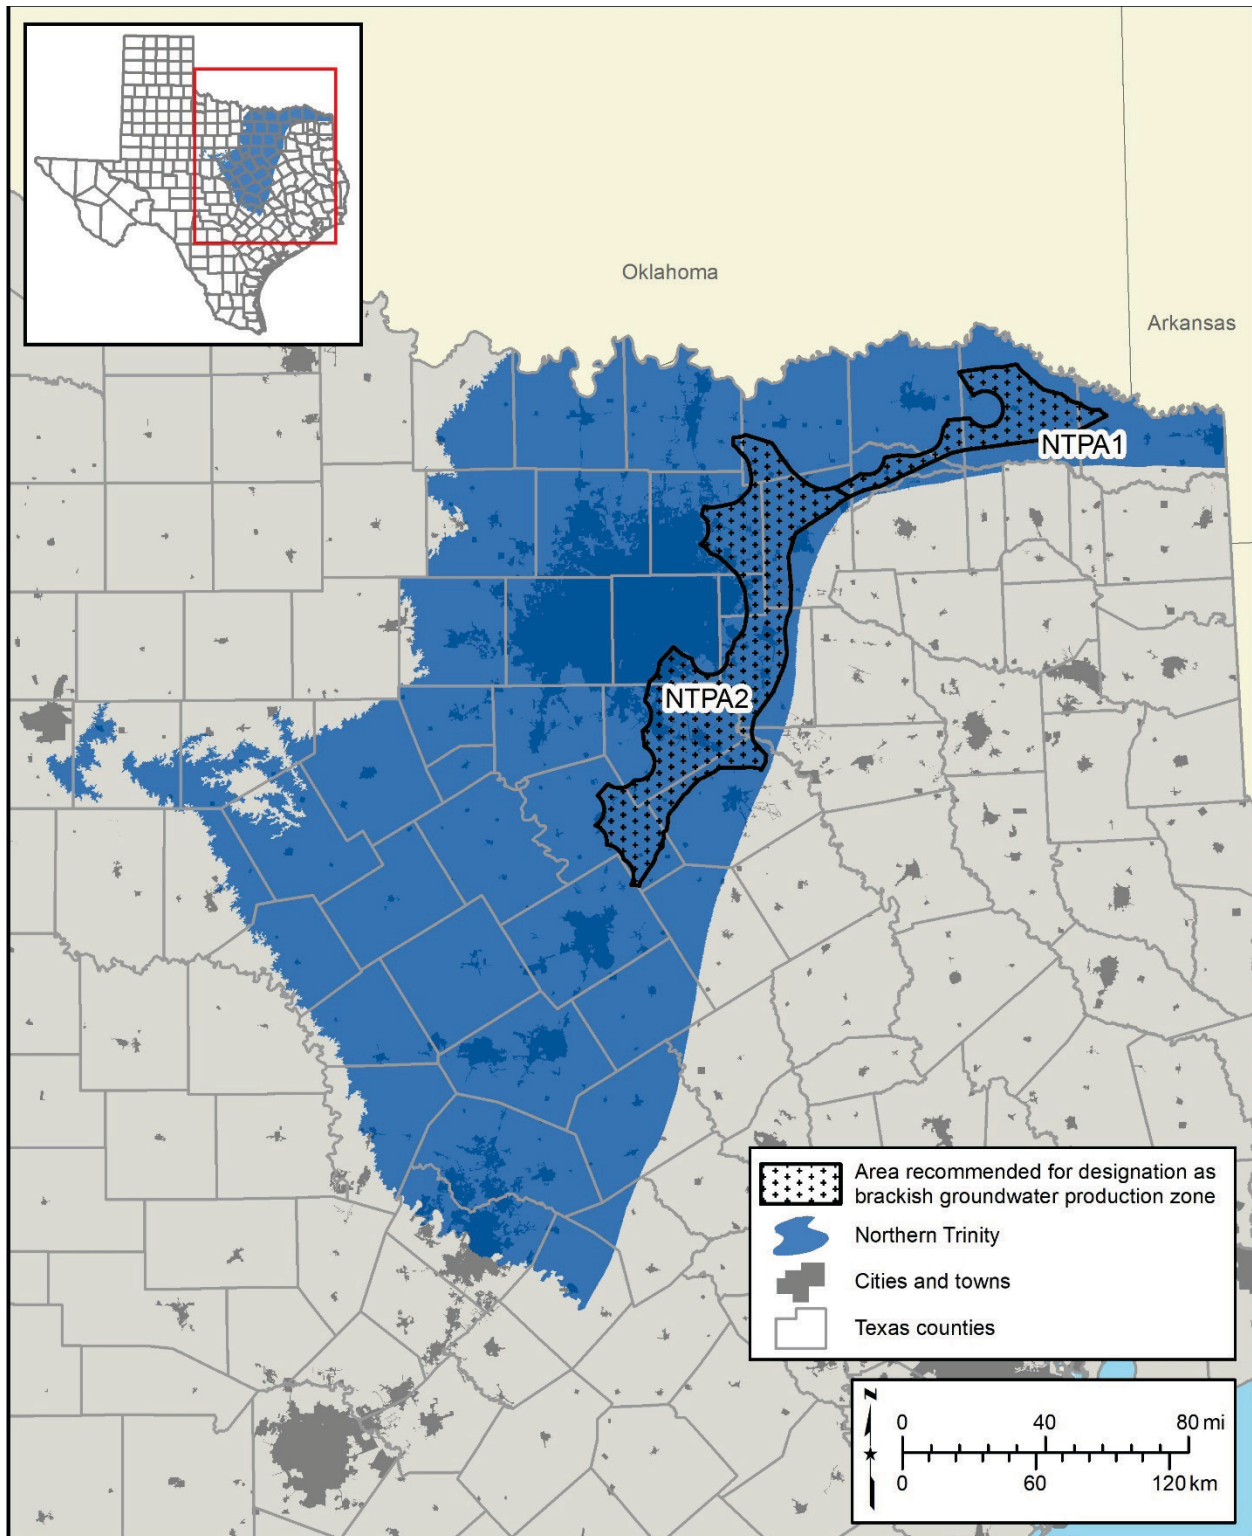 Oklahoma
Arkansas
NTPA1
NTPA2
Area recommended for designation as
brackish groundwater production zone
Northern Trinity
Cities and towns
Texas counties
N
0 40 80 mi
0 60 120 km